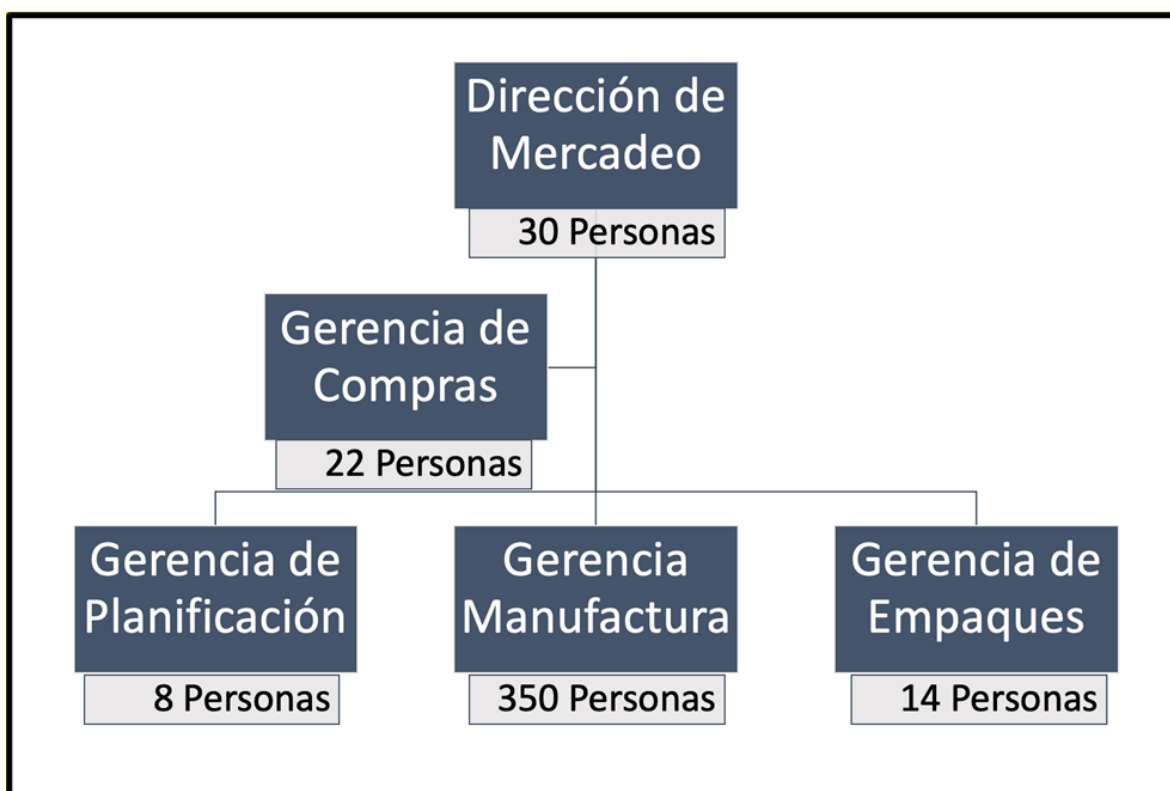 Dirección de
Mercadeo
30 Personas
Gerencia de
Compras
22 Personas
Gerencia de
Planificación
8 Personas
Gerencia
Manufactura
350 Personas
Gerencia de
Empaques
14 Personas